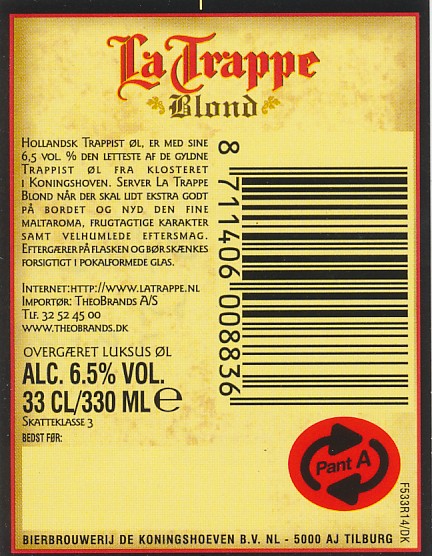 La Trappe
Blond
HOLLANDSK TRAPPIST ØL, ER MED SINE
6,5 VOL. % DEN LETTESTE AF DE GYLDNE
TRAPPIST ØL FRA KLOSTERET
I KONINGSHOVEN. SERVER LA TRAPPE
BLOND NÅR DER SKAL LIDT EKSTRA GODT
PÅ BORDET OG NYD DEN FINE
MALTAROMA, FRUGTAGTIGE KARAKTER
SAMT VELHUMLEDE EFTERSMAG.
EFTERGÆRER PÅ FLASKEN OG BØR SKÆNKES
FORSIGTIGT I POKALFORMEDE GLAS.
INTERNET:HTTP://WWW.LATRAPPE.NL
IMPORTØR: THEOBRANDS A/S
TLF. 32 52 45 00
WWW.THEOBRANDS.DK
OVERGÆRET LUKSUS ØL
ALC. 6.5% VOL.
33 CL/330 ML ℮
SKATTEKLASSE 3
BEDST FØR:
8 711406 008836
Pant A
F533R14/DK
BIERBROUWERIJ DE KONINGSHOEVEN B.V. NL - 5000 AJ TILBURG